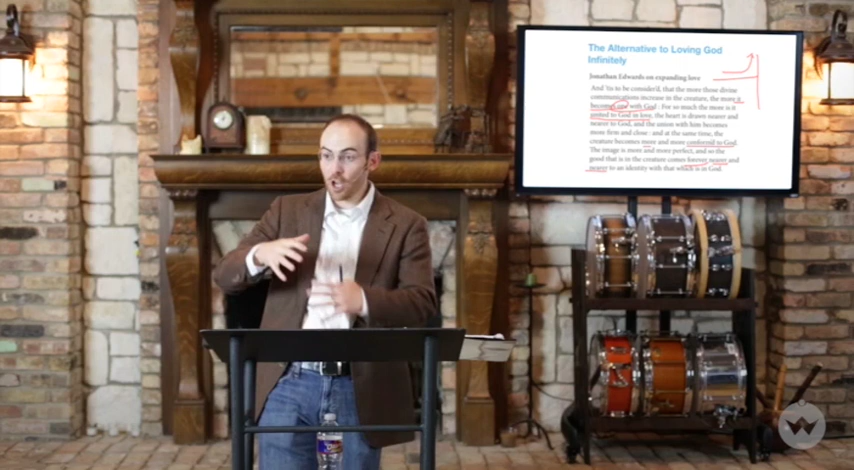 The Alternative to Loving God
Infinitely
Jonathan Edwards on expanding love
And 'tis to be consider'd, that the more those divine
communications increase in the creature, the more it
becomes one with God : For so much the more is it
united to God in love, the heart is drawn nearer and
nearer to God, and the union with him becomes
more firm and close : and at the same time, the
creature becomes more and more conformed to God.
The image is more and more perfect, and so the
good that is in the creature comes forever nearer and
nearer to an identity with that which is in God.